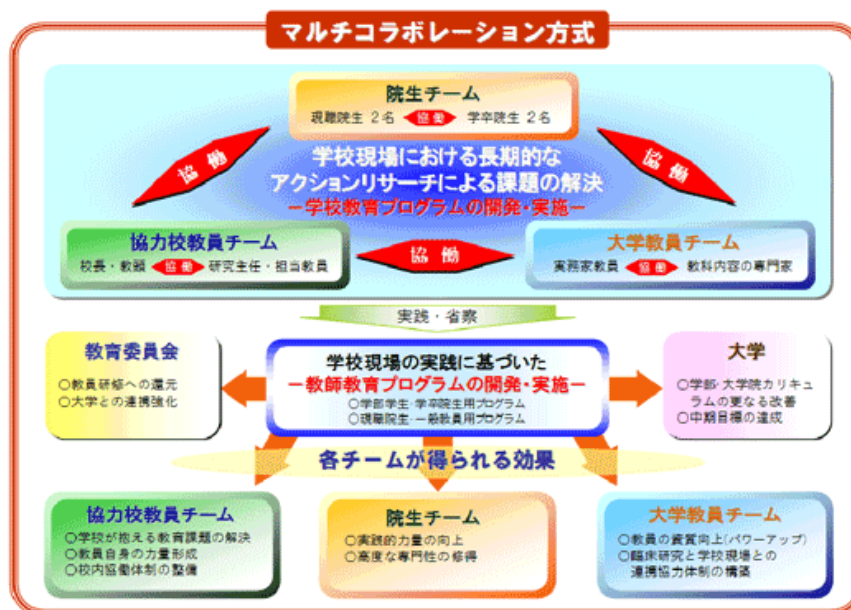 マルチコラボレーション方式
院生チーム
現職院生 2名 協働 学卒院生 2名
協働
協働
学校現場における長期的な
アクションリサーチによる課題の解決
－学校教育プログラムの開発・実施－
協力校教員チーム
校長・教頭 協働 研究主任・担当教員
協働
大学教員チーム
実務家教員 協働 教科内容の専門家
実践・省察
教育委員会
○教員研修への還元
○大学との連携強化
学校現場の実践に基づいた
－教師教育プログラムの開発・実施－
○学部学生・学卒院生用プログラム
○現職院生・一般教員用プログラム
大学
○学部・大学院カリキュ
ラムの更なる改善
○中期目標の達成
各チームが得られる効果
協力校教員チーム
○学校が抱える教育課題の解決
○教員自身の力量形成
○校内協働体制の整備
院生チーム
○実践的力量の向上
○高度な専門性の修得
大学教員チーム
○教員の資質向上(パワーアップ)
○臨床研究と学校現場との
連携協力体制の構築